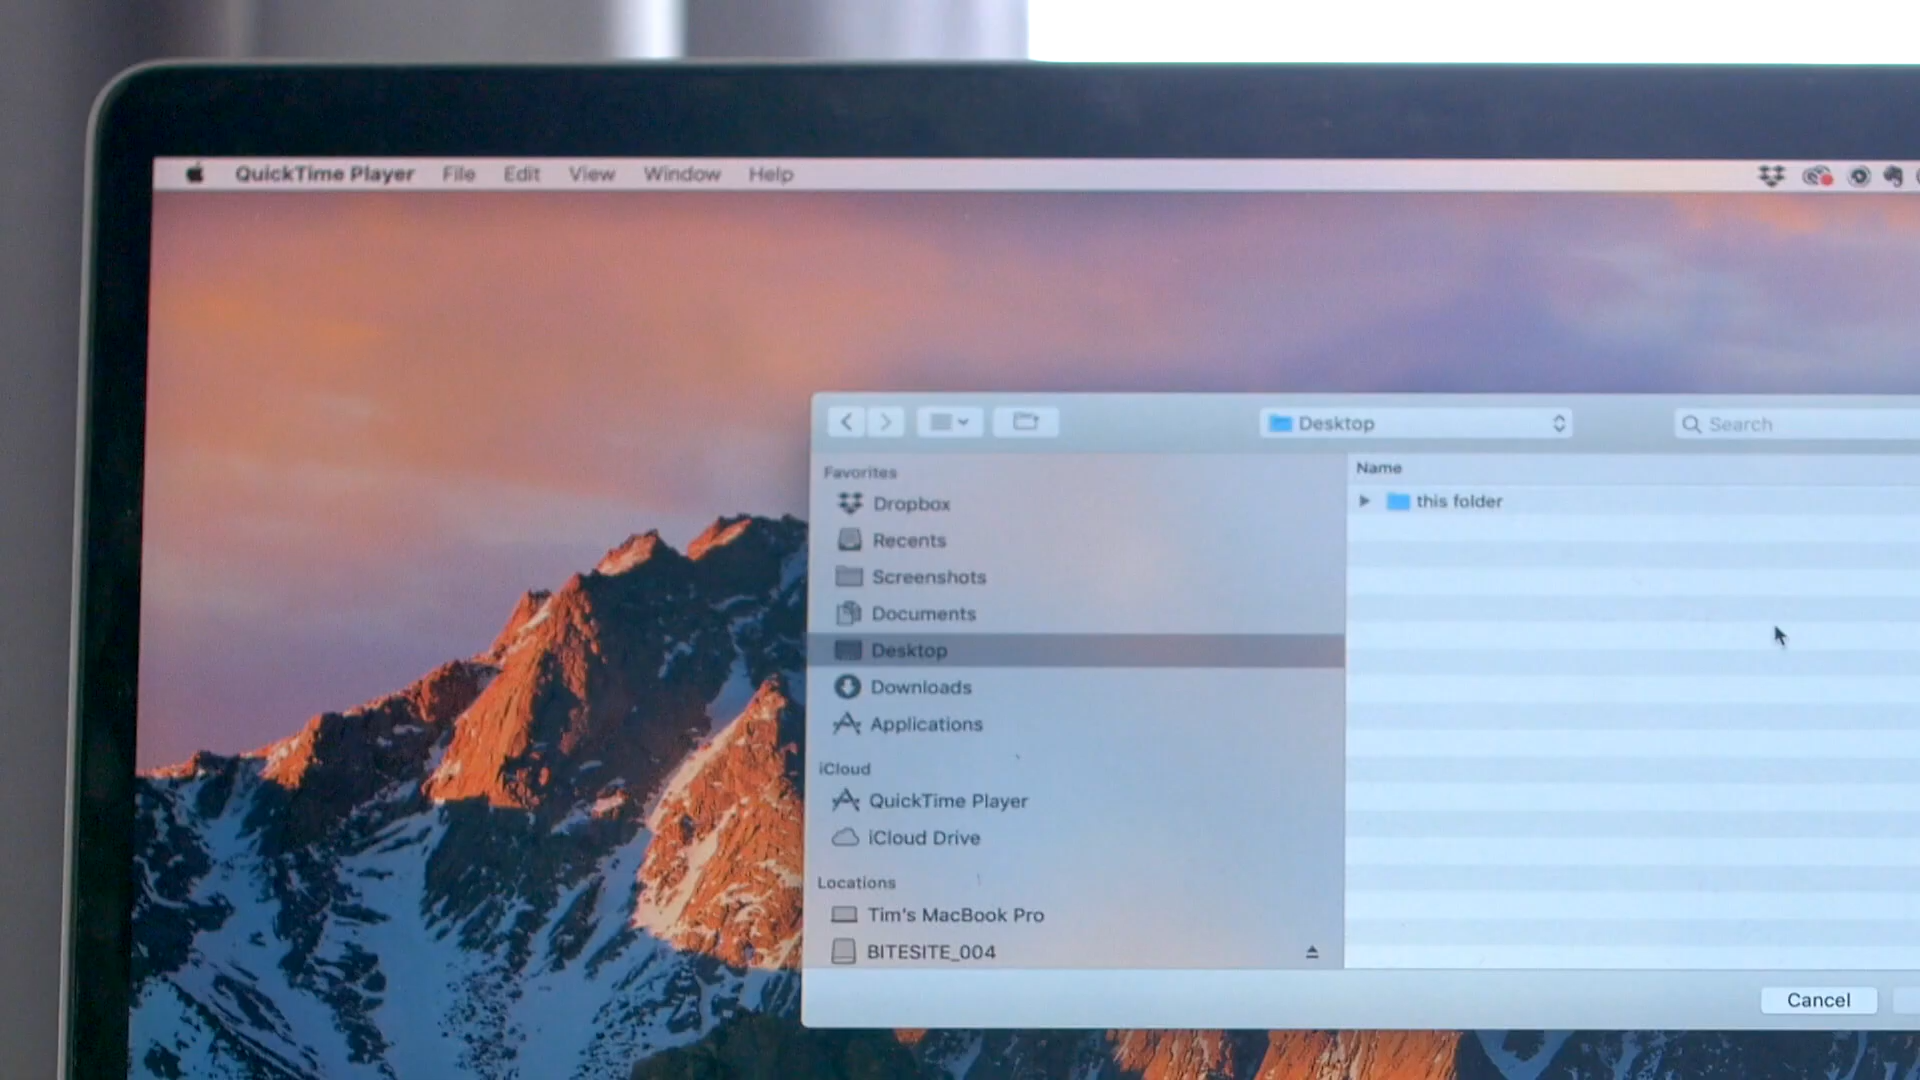 QuickTime Player File Edit View Window Help
Desktop
Search
Favorites
Dropbox
Recents
Screenshots
Documents
Desktop
Downloads
Applications
iCloud
QuickTime Player
iCloud Drive
Locations
Tim's MacBook Pro
BITESITE_004
Name
this folder
Cancel